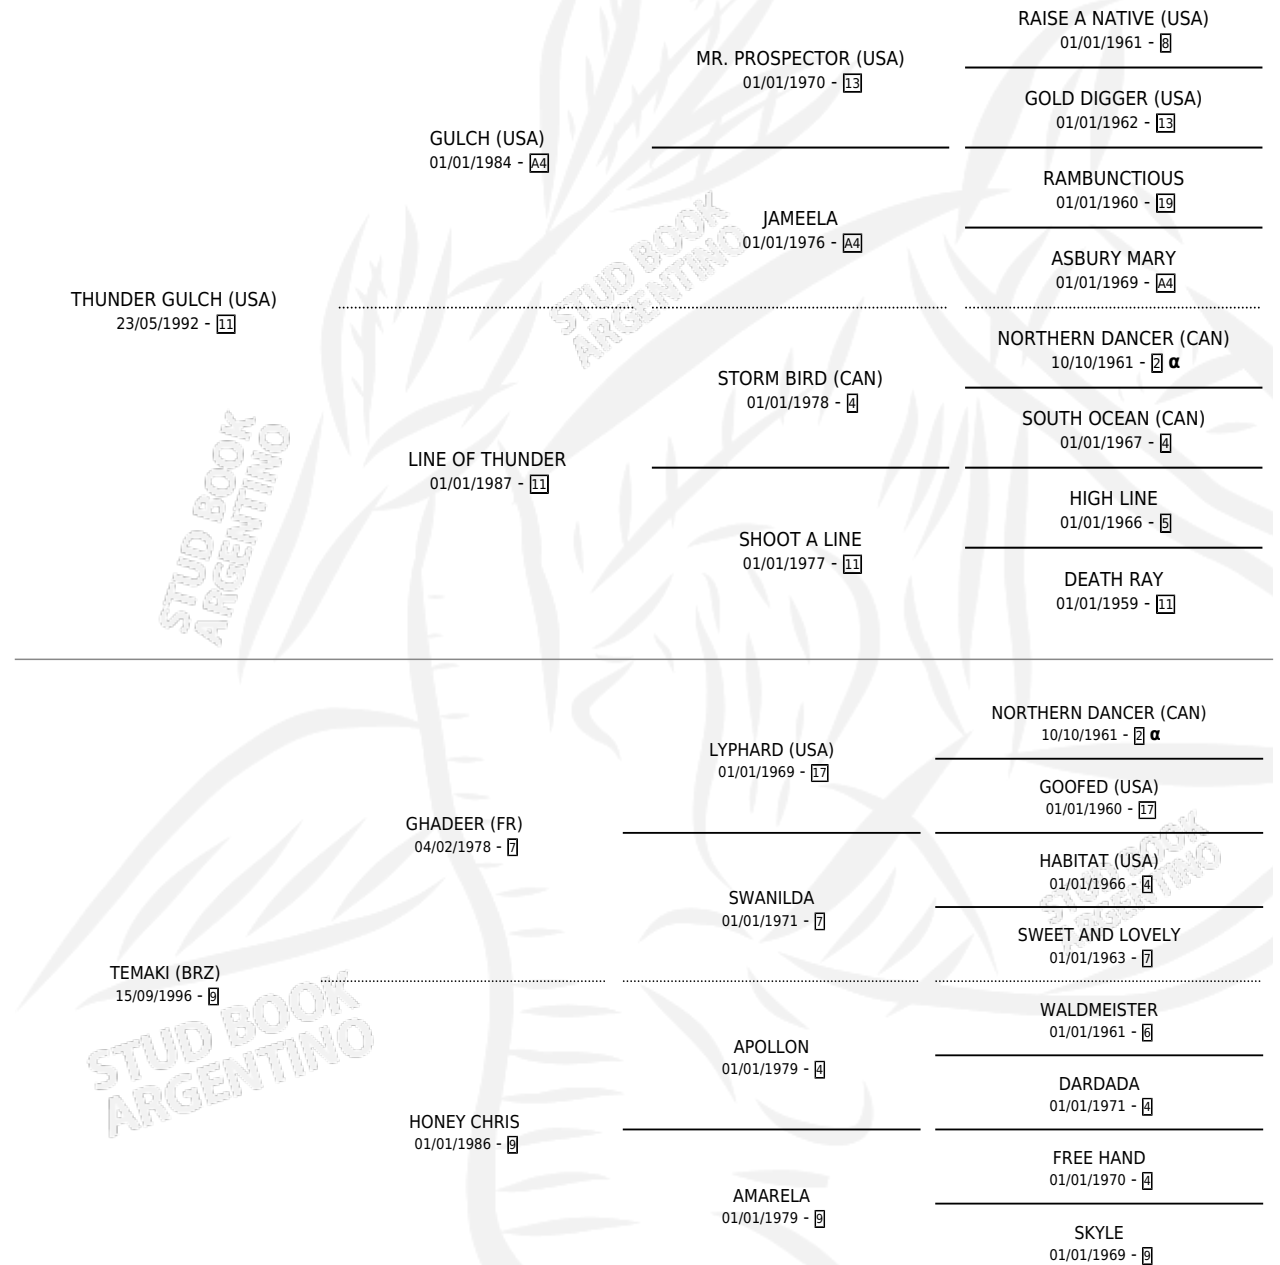 RAISE A NATIVE (USA)
01/01/1961 - 8
MR. PROSPECTOR (USA)
01/01/1970 - 13
GOLD DIGGER (USA)
01/01/1962 - 13
GULCH (USA)
01/01/1984 - A4
RAMBUNCTIOUS
01/01/1960 - 19
JAMEELA
01/01/1976 - A4
ASBURY MARY
01/01/1969 - A4
THUNDER GULCH (USA)
23/05/1992 - 11
NORTHERN DANCER (CAN)
10/10/1961 - 2 α
STORM BIRD (CAN)
01/01/1978 - 4
SOUTH OCEAN (CAN)
01/01/1967 - 4
LINE OF THUNDER
01/01/1987 - 11
HIGH LINE
01/01/1966 - 5
SHOOT A LINE
01/01/1977 - 11
DEATH RAY
01/01/1959 - 11
NORTHERN DANCER (CAN)
10/10/1961 - 2 α
LYPHARD (USA)
01/01/1969 - 17
GOOFED (USA)
01/01/1960 - 17
GHADEER (FR)
04/02/1978 - 7
HABITAT (USA)
01/01/1966 - 4
SWANILDA
01/01/1971 - 7
SWEET AND LOVELY
01/01/1963 - 7
TEMAKI (BRZ)
15/09/1996 - 9
WALDMEISTER
01/01/1961 - 6
APOLLON
01/01/1979 - 4
DARDADA
01/01/1971 - 4
HONEY CHRIS
01/01/1986 - 9
FREE HAND
01/01/1970 - 4
AMARELA
01/01/1979 - 9
SKYLE
01/01/1969 - 9
STUD BOOK
ARGENTINO
STUD BOOK
ARGENTINO
STUD BOOK
ARGENTINO
STUD BOOK
ARGENTINO